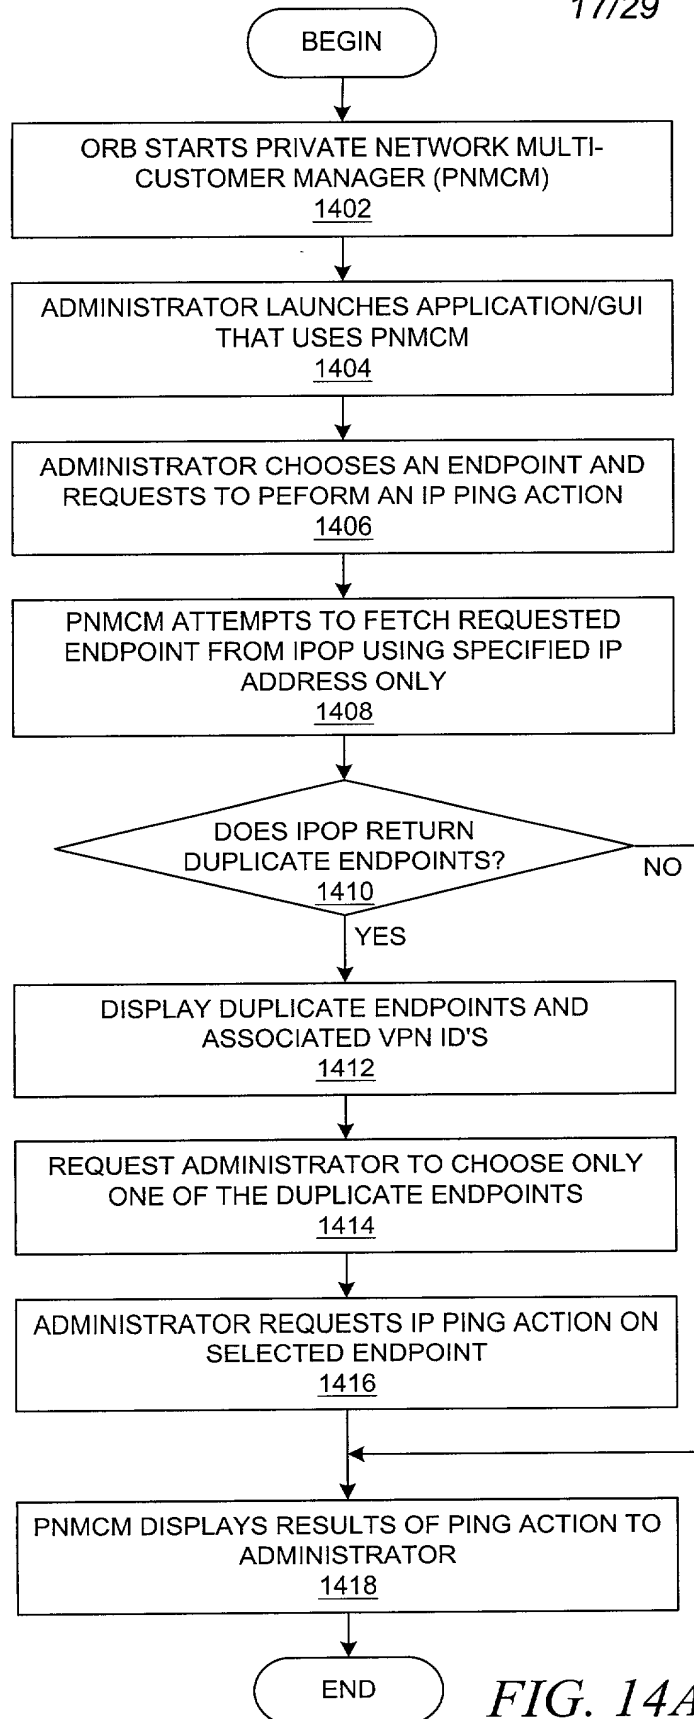 17/29
BEGIN
ORB STARTS PRIVATE NETWORK MULTI-
CUSTOMER MANAGER (PNMCM)
1402
ADMINISTRATOR LAUNCHES APPLICATION/GUI
THAT USES PNMCM
1404
ADMINISTRATOR CHOOSES AN ENDPOINT AND
REQUESTS TO PEFORM AN IP PING ACTION
1406
PNMCM ATTEMPTS TO FETCH REQUESTED
ENDPOINT FROM IPOP USING SPECIFIED IP
ADDRESS ONLY
1408
DOES IPOP RETURN
DUPLICATE ENDPOINTS?
1410
NO
YES
DISPLAY DUPLICATE ENDPOINTS AND
ASSOCIATED VPN ID'S
1412
REQUEST ADMINISTRATOR TO CHOOSE ONLY
ONE OF THE DUPLICATE ENDPOINTS
1414
ADMINISTRATOR REQUESTS IP PING ACTION ON
SELECTED ENDPOINT
1416
PNMCM DISPLAYS RESULTS OF PING ACTION TO
ADMINISTRATOR
1418
END
FIG. 14A